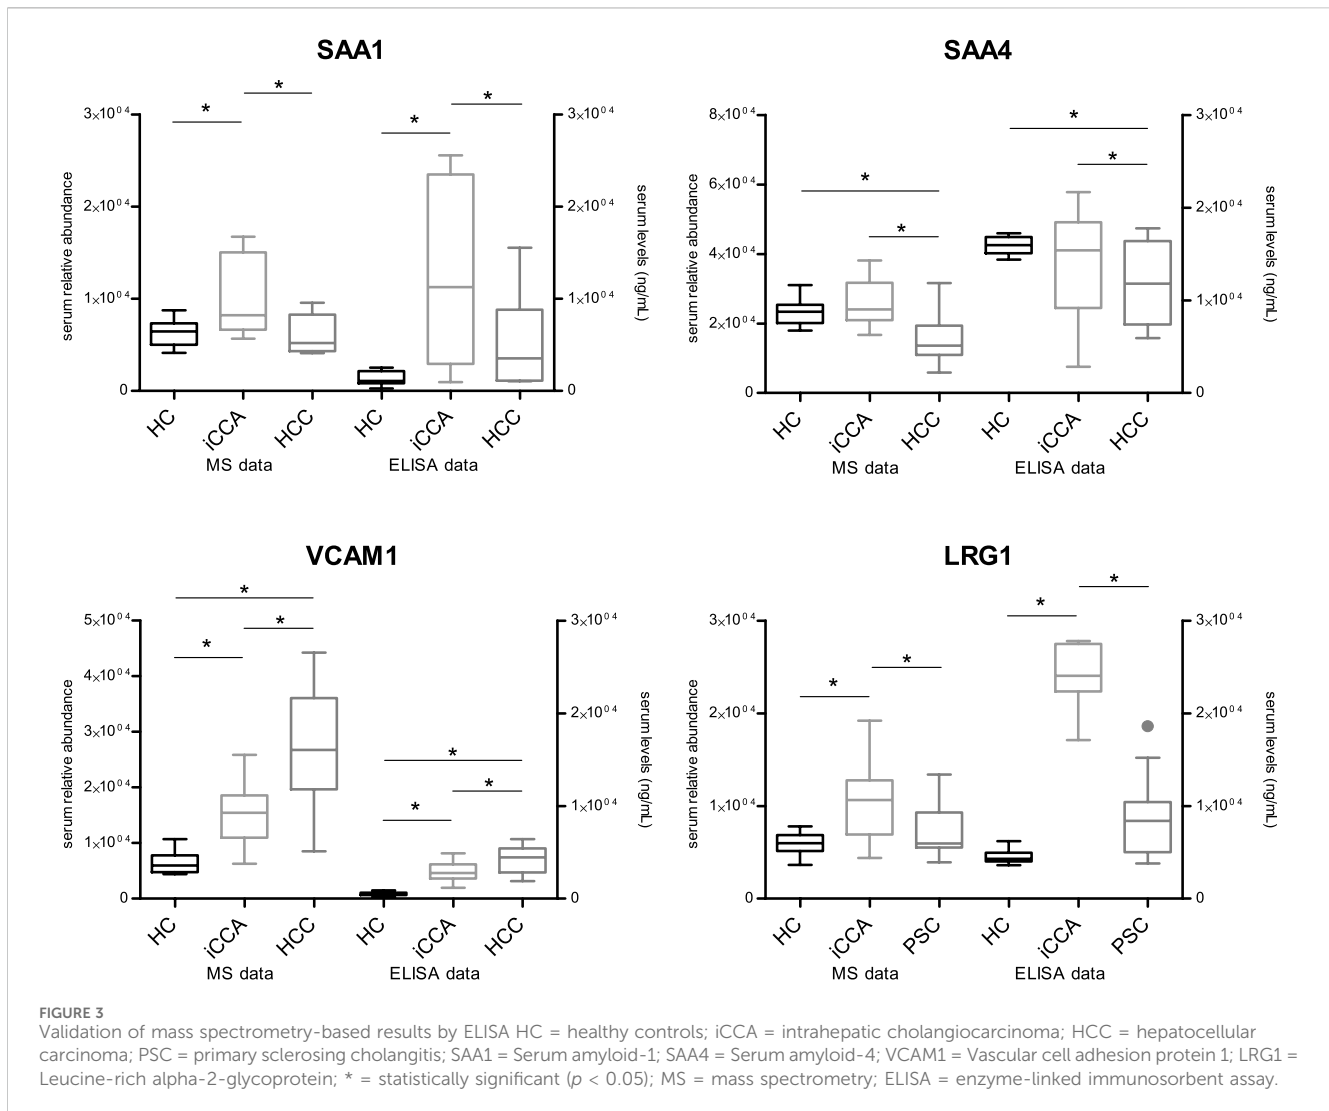 SAA1
*
*
*
*
3×10⁰⁴
2×10⁰⁴
1×10⁰⁴
0
serum relative abundance
3×10⁰⁴
2×10⁰⁴
1×10⁰⁴
0
serum levels (ng/mL)
HC
iCCA
HCC
HC
iCCA
HCC
MS data
ELISA data
SAA4
*
*
*
*
8×10⁰⁴
6×10⁰⁴
4×10⁰⁴
2×10⁰⁴
0
serum relative abundance
3×10⁰⁴
2×10⁰⁴
1×10⁰⁴
0
serum levels (ng/mL)
HC
iCCA
HCC
HC
iCCA
HCC
MS data
ELISA data
VCAM1
*
*
*
*
*
*
5×10⁰⁴
4×10⁰⁴
3×10⁰⁴
2×10⁰⁴
1×10⁰⁴
0
serum relative abundance
3×10⁰⁴
2×10⁰⁴
1×10⁰⁴
0
serum levels (ng/mL)
HC
iCCA
HCC
HC
iCCA
HCC
MS data
ELISA data
LRG1
*
*
*
*
3×10⁰⁴
2×10⁰⁴
1×10⁰⁴
0
serum relative abundance
3×10⁰⁴
2×10⁰⁴
1×10⁰⁴
0
serum levels (ng/mL)
HC
iCCA
PSC
HC
iCCA
PSC
MS data
ELISA data
FIGURE 3
Validation of mass spectrometry-based results by ELISA HC = healthy controls; iCCA = intrahepatic cholangiocarcinoma; HCC = hepatocellular
carcinoma; PSC = primary sclerosing cholangitis; SAA1 = Serum amyloid-1; SAA4 = Serum amyloid-4; VCAM1 = Vascular cell adhesion protein 1; LRG1 =
Leucine-rich alpha-2-glycoprotein; * = statistically significant (p < 0.05); MS = mass spectrometry; ELISA = enzyme-linked immunosorbent assay.